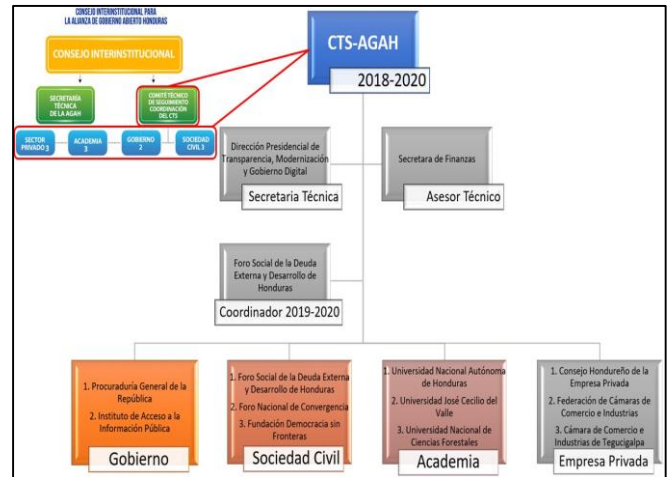 CONSEJO INTERINSTITUCIONAL PARA
LA ALIANZA DE GOBIERNO ABIERTO HONDURAS
CONSEJO INTERINSTITUCIONAL
SECRETARÍA
TÉCNICA
DE LA AGAH
COMITÉ TÉCNICO
DE SEGUIMIENTO
COORDINACIÓN
DEL CTS
SECTOR
PRIVADO 3
ACADEMIA
3
GOBIERNO
2
SOCIEDAD
CIVIL 3
CTS-AGAH
2018-2020
Dirección Presidencial de
Transparencia, Modernización
y Gobierno Digital
Secretaria Técnica
Secretara de Finanzas
Asesor Técnico
Foro Social de la Deuda
Externa y Desarrollo de
Honduras
Coordinador 2019-2020
1. Procuraduría General de la
República
2. Instituto de Acceso a la
Información Pública
Gobierno
1. Foro Social de la Deuda Externa
y Desarrollo de Honduras
2. Foro Nacional de Convergencia
3. Fundación Democracia sin
Fronteras
Sociedad Civil
1. Universidad Nacional Autónoma
de Honduras
2. Universidad José Cecilio del
Valle
3. Universidad Nacional de
Ciencias Forestales
Academia
1. Consejo Hondureño de la
Empresa Privada
2. Federación de Cámaras de
Comercio e Industrias
3. Cámara de Comercio e
Industrias de Tegucigalpa
Empresa Privada